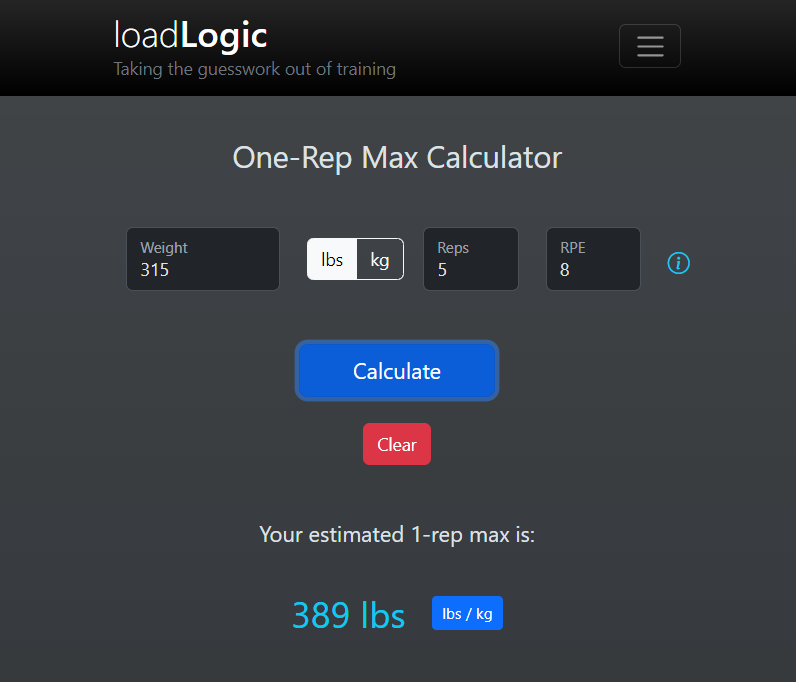 loadLogic
Taking the guesswork out of training
One-Rep Max Calculator
Weight
315
lbs kg
Reps
5
RPE
8
i
Calculate
Clear
Your estimated 1-rep max is:
389 lbs
lbs / kg